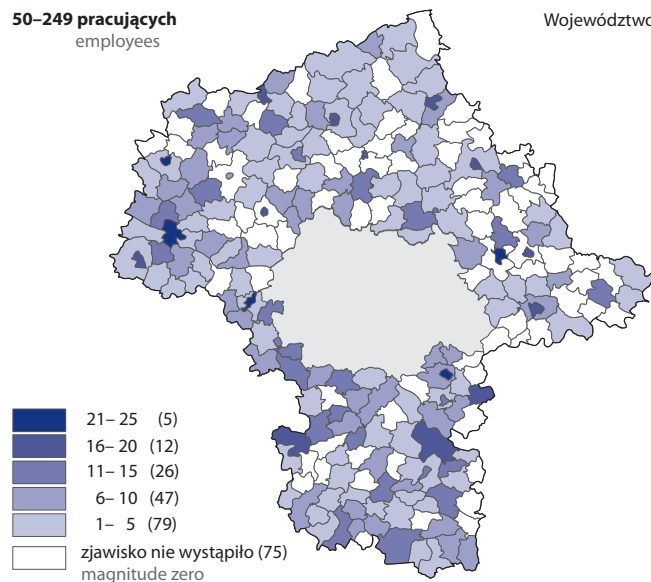 50–249 pracujących
employees
Województwo
21– 25 (5)
16– 20 (12)
11– 15 (26)
6– 10 (47)
1– 5 (79)
zjawisko nie wystąpiło (75)
magnitude zero